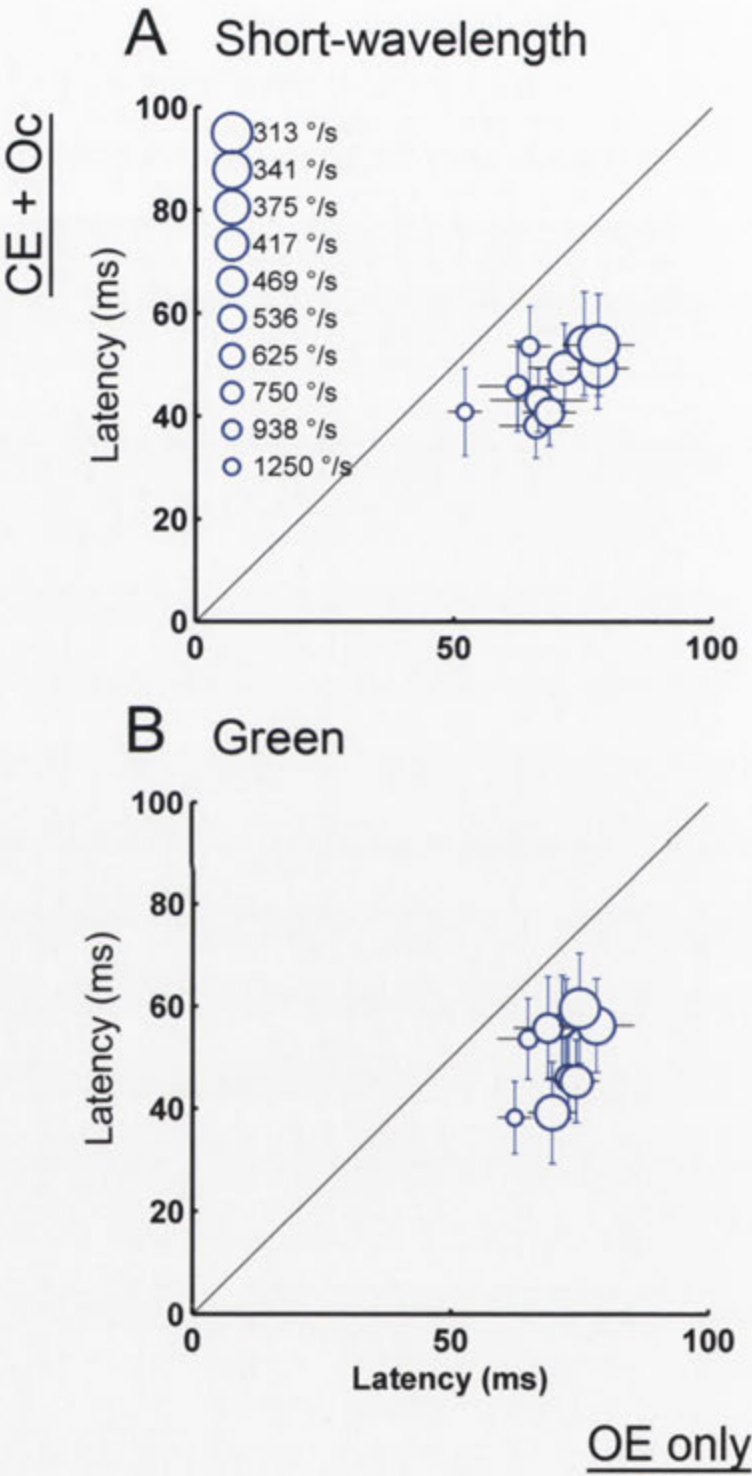 A Short-wavelength
CE + Oc
Latency (ms)
100
80
60
40
20
0
0 50 100
313 °/s
341 °/s
375 °/s
417 °/s
469 °/s
536 °/s
625 °/s
750 °/s
938 °/s
1250 °/s
B Green
Latency (ms)
100
80
60
40
20
0
0 50 100
Latency (ms)
OE only